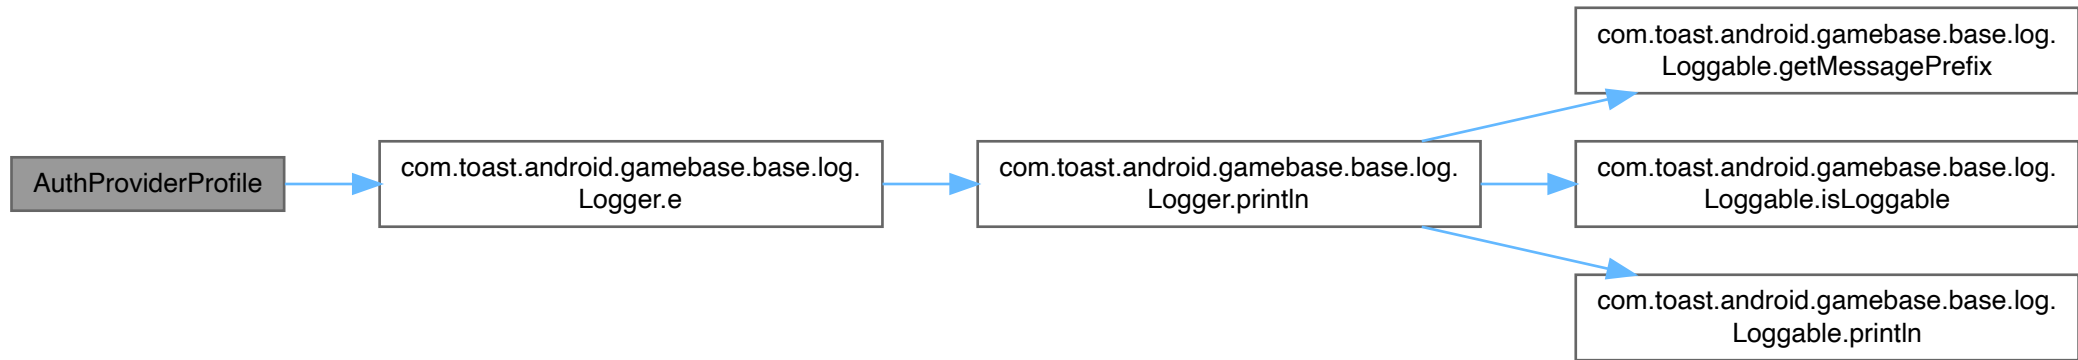 AuthProviderProfile
com.toast.android.gamebase.base.log.
Logger.e
com.toast.android.gamebase.base.log.
Logger.println
com.toast.android.gamebase.base.log.
Loggable.getMessagePrefix
com.toast.android.gamebase.base.log.
Loggable.isLoggable
com.toast.android.gamebase.base.log.
Loggable.println